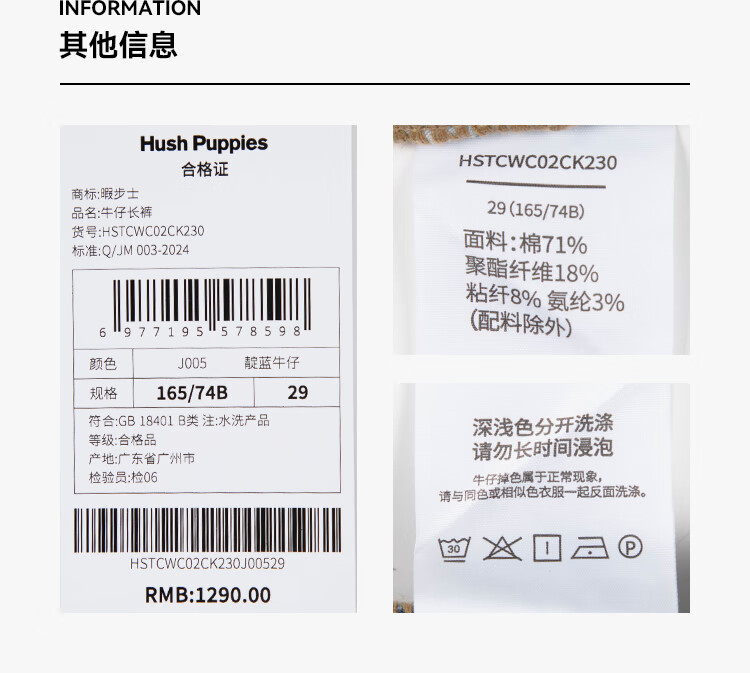 INFORMATION
其他信息
Hush Puppies
合格证
商标:暇步士
品名:牛仔长裤
货号:HSTCWC02CK230
标准:Q/JM 003-2024
6 977195 578598
颜色 J005 靛蓝牛仔
规格 165/74B 29
符合:GB 18401 B类 注:水洗产品
等级:合格品
产地:广东省广州市
检验员:检06
HSTCWC02CK230J00529
RMB:1290.00
HSTCWC02CK230
29(165/74B)
面料:棉71%
聚酯纤维18%
粘纤8% 氨纶3%
(配料除外)
深浅色分开洗涤
请勿长时间浸泡
牛仔掉色属于正常现象,
请与同色或相似色衣服一起反面洗涤。
30
P